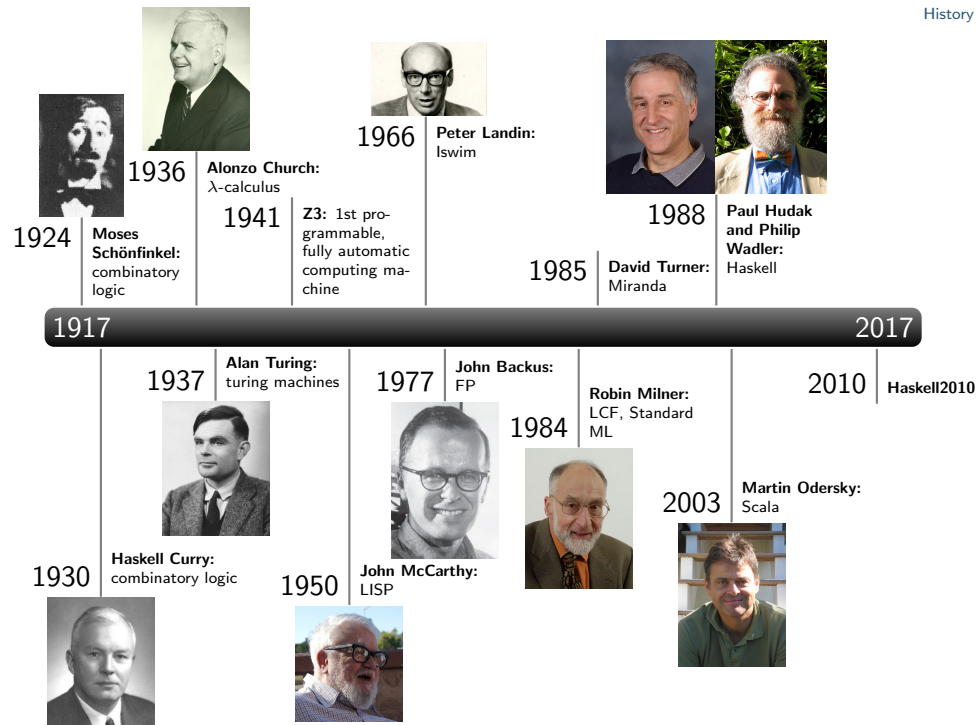 History
1966
Peter Landin:
Iswim
1936
Alonzo Church:
λ-calculus
1941
Z3: 1st pro-
grammable,
fully automatic
computing ma-
chine
1924
Moses
Schönfinkel:
combinatory
logic
1988
Paul Hudak
and Philip
Wadler:
Haskell
1985
David Turner:
Miranda
1917
2017
1937
Alan Turing:
turing machines
1977
John Backus:
FP
1984
Robin Milner:
LCF, Standard
ML
2010
Haskell2010
2003
Martin Odersky:
Scala
1930
Haskell Curry:
combinatory logic
1950
John McCarthy:
LISP